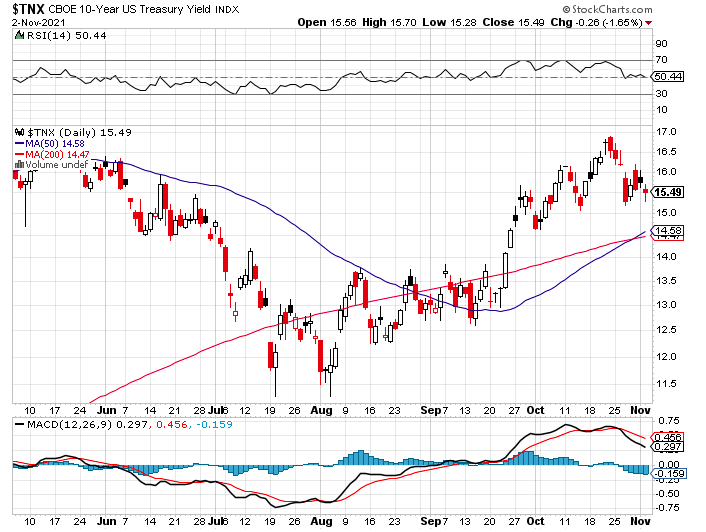 $TNX CBOE 10-Year US Treasury Yield INDX
© StockCharts.com
2-Nov-2021
Open 15.56 High 15.70 Low 15.28 Close 15.49 Chg -0.26 (-1.65%)
RSI(14) 50.44
90
70
50.44
30
10
$TNX (Daily) 15.49
MA(50) 14.58
MA(200) 14.47
Volume undef
17.0
16.5
16.0
15.49
15.0
14.58
14.47
14.0
13.5
13.0
12.5
12.0
11.5
10 17 24 Jun 7 14 21 28 Jul 6 12 19 26 Aug 9 16 23 Sep 7 13 20 27 Oct 11 18 25 Nov
MACD(12,26,9) 0.297, 0.456, -0.159
0.75
0.456
0.297
0.00
-0.159
-0.25
-0.50
-0.75
10 17 24 Jun 7 14 21 28 Jul 6 12 19 26 Aug 9 16 23 Sep 7 13 20 27 Oct 11 18 25 Nov